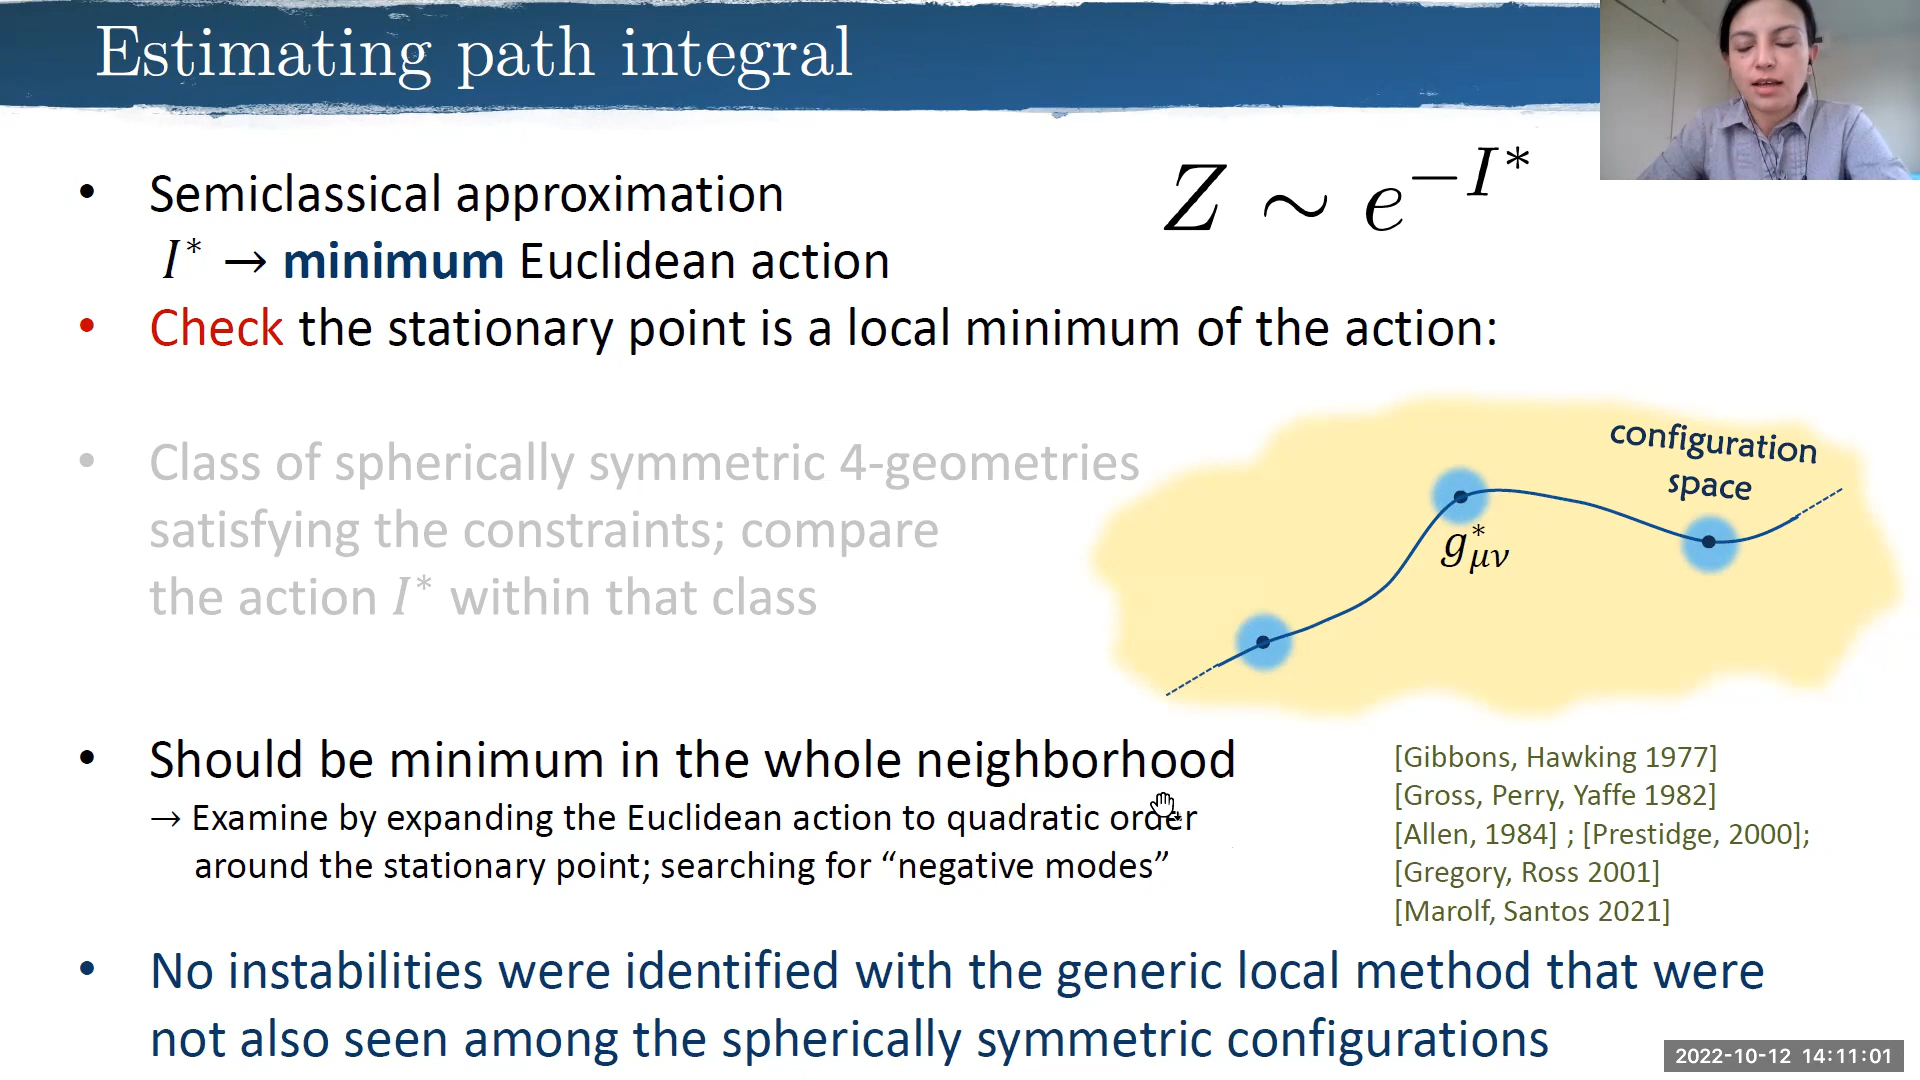 Estimating path integral
• Semiclassical approximation
Z ∼ e^{−I*}
I* → minimum Euclidean action
• Check the stationary point is a local minimum of the action:
• Class of spherically symmetric 4-geometries
satisfying the constraints; compare
the action I* within that class
configuration
space
g*_{μν}
• Should be minimum in the whole neighborhood
→ Examine by expanding the Euclidean action to quadratic order
around the stationary point; searching for “negative modes”
[Gibbons, Hawking 1977]
[Gross, Perry, Yaffe 1982]
[Allen, 1984] ; [Prestidge, 2000];
[Gregory, Ross 2001]
[Marolf, Santos 2021]
• No instabilities were identified with the generic local method that were
not also seen among the spherically symmetric configurations
2022-10-12 14:11:01